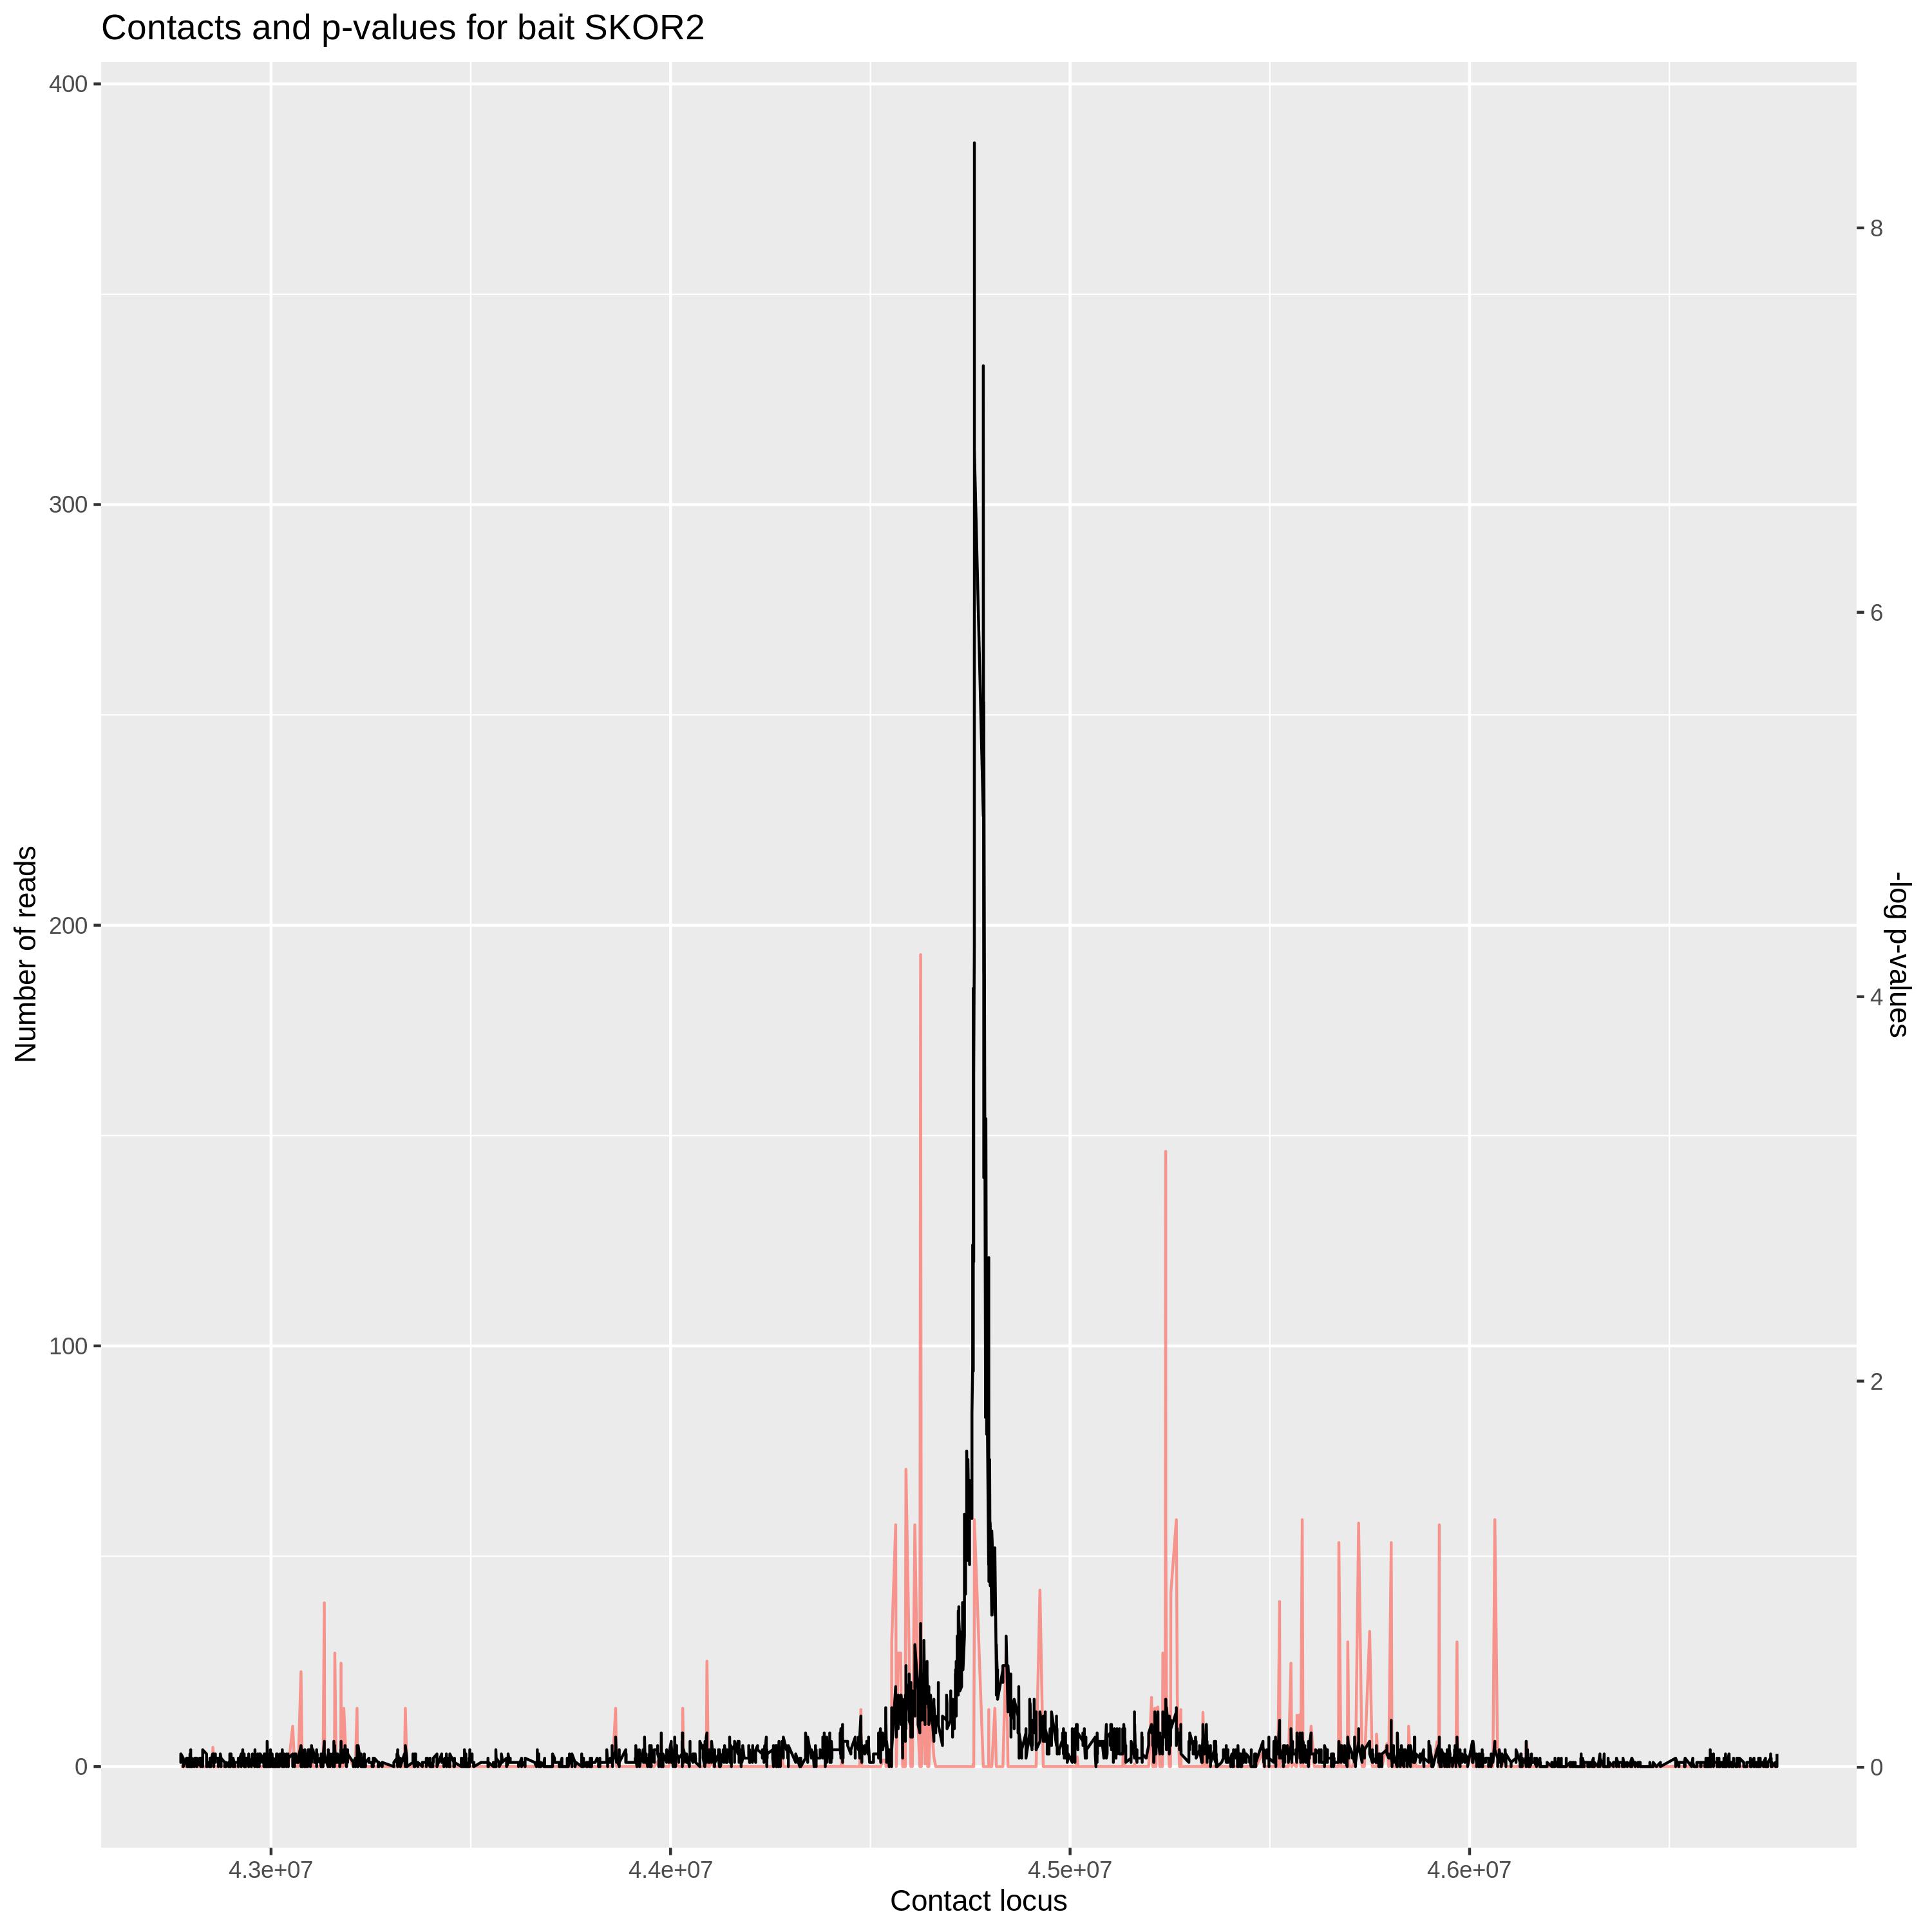 Contacts and p-values for bait SKOR2
400
300
200
100
0
Number of reads
8
6
4
2
0
-log p-values
4.3e+07
4.4e+07
4.5e+07
4.6e+07
Contact locus